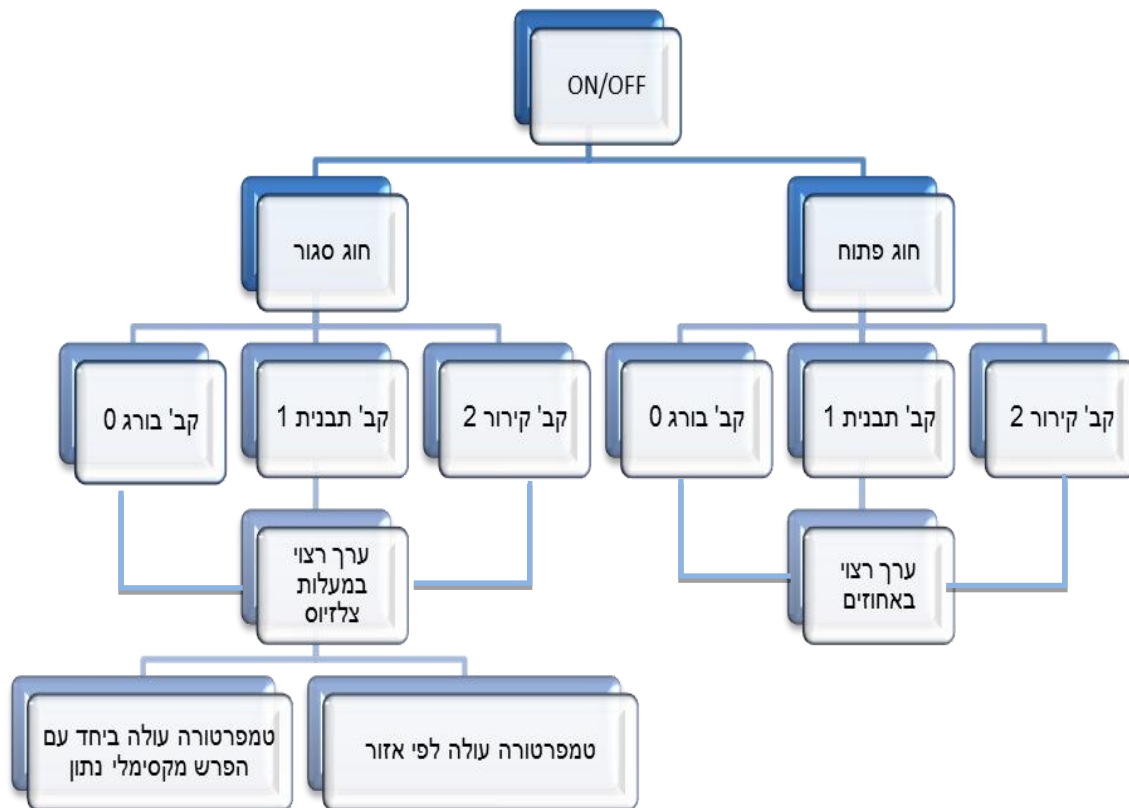 ON/OFF
חוג פתוח
חוג סגור
קב' קירור 2
קב' תבנית 1
קב' בורג 0
קב' קירור 2
קב' תבנית 1
קב' בורג 0
ערך רצוי
באחוזים
ערך רצוי
במעלות
צלזיוס
טמפרטורה עולה לפי אזור
טמפרטורה עולה ביחד עם
הפרש מקסימלי נתון